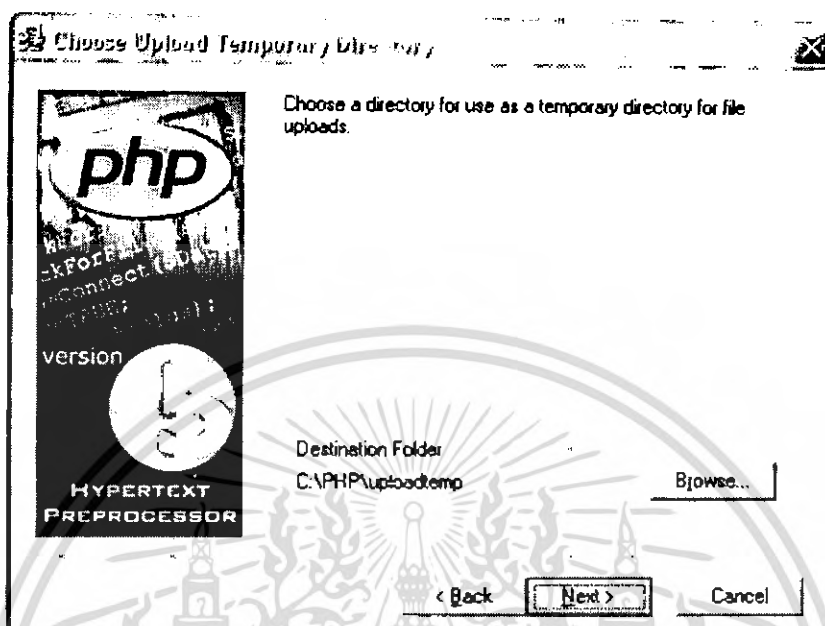 Choose Upload Temporary Directory
Choose a directory for use as a temporary directory for file
uploads.
php
version
HYPERTEXT
PREPROCESSOR
Destination Folder
C:\PHP\uploadtemp
Browse...
< Back
Next >
Cancel